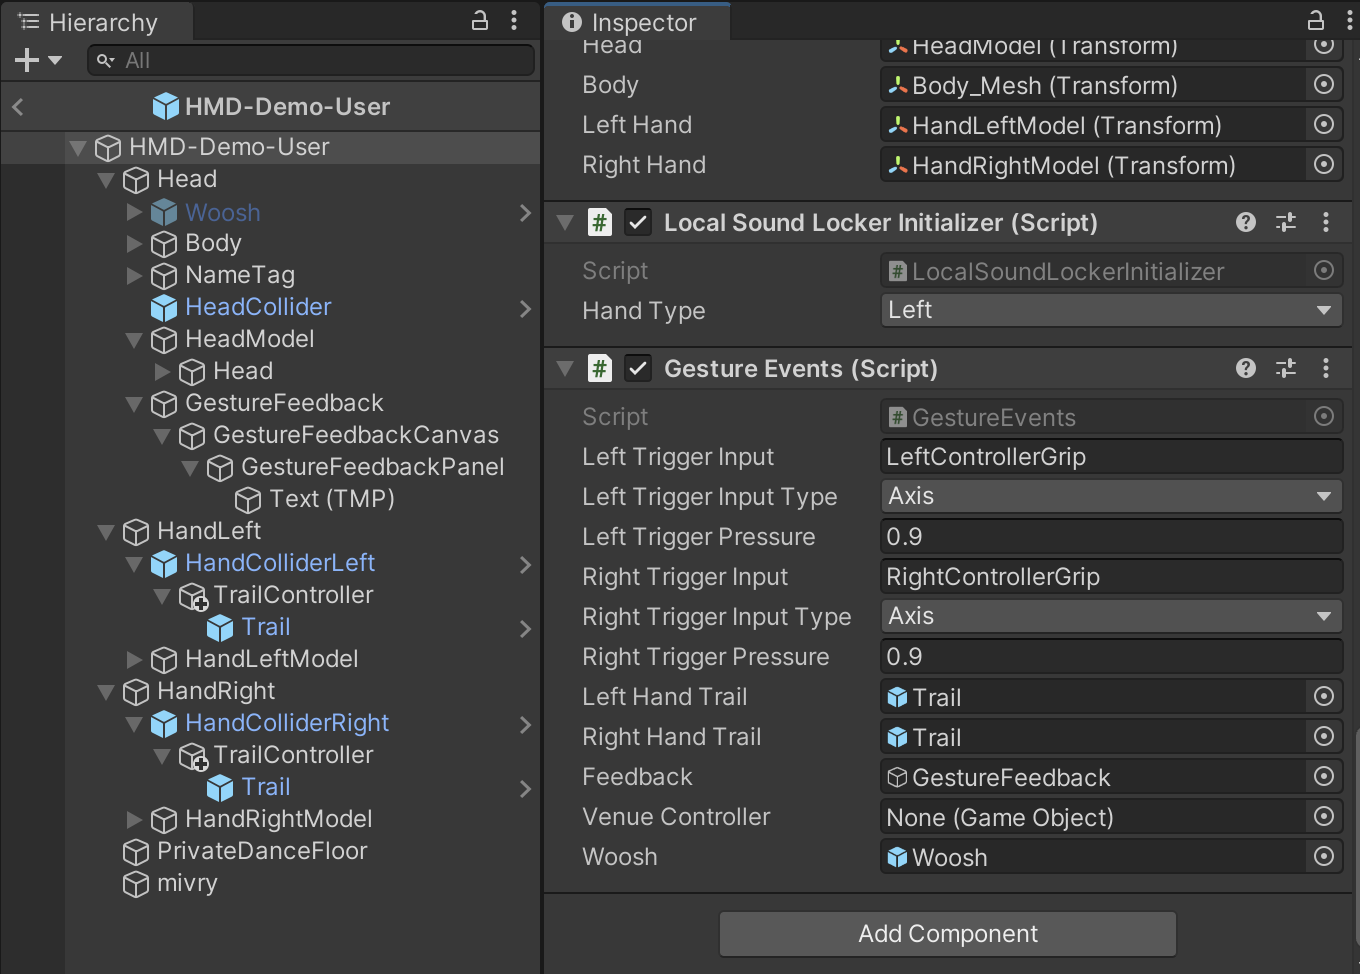 Hierarchy
All
HMD-Demo-User
HMD-Demo-User
Head
Woosh
Body
NameTag
HeadCollider
HeadModel
Head
GestureFeedback
GestureFeedbackCanvas
GestureFeedbackPanel
Text (TMP)
HandLeft
HandColliderLeft
TrailController
Trail
HandLeftModel
HandRight
HandColliderRight
TrailController
Trail
HandRightModel
PrivateDanceFloor
mivry
Inspector
Head HeadModel (Transform)
Body Body_Mesh (Transform)
Left Hand HandLeftModel (Transform)
Right Hand HandRightModel (Transform)
# Local Sound Locker Initializer (Script)
Script # LocalSoundLockerInitializer
Hand Type Left
# Gesture Events (Script)
Script # GestureEvents
Left Trigger Input LeftControllerGrip
Left Trigger Input Type Axis
Left Trigger Pressure 0.9
Right Trigger Input RightControllerGrip
Right Trigger Input Type Axis
Right Trigger Pressure 0.9
Left Hand Trail Trail
Right Hand Trail Trail
Feedback GestureFeedback
Venue Controller None (Game Object)
Woosh Woosh
Add Component